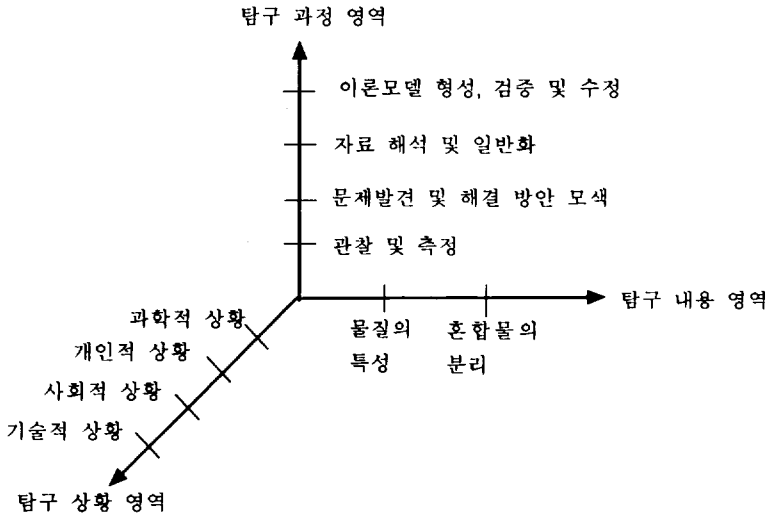 탐구 과정 영역
이론모델 형성, 검증 및 수정
자료 해석 및 일반화
문재발견 및 해결 방안 모색
관찰 및 측정
탐구 내용 영역
물질의
특성
혼합물의
분리
과학적 상황
개인적 상황
사회적 상황
기술적 상황
탐구 상황 영역